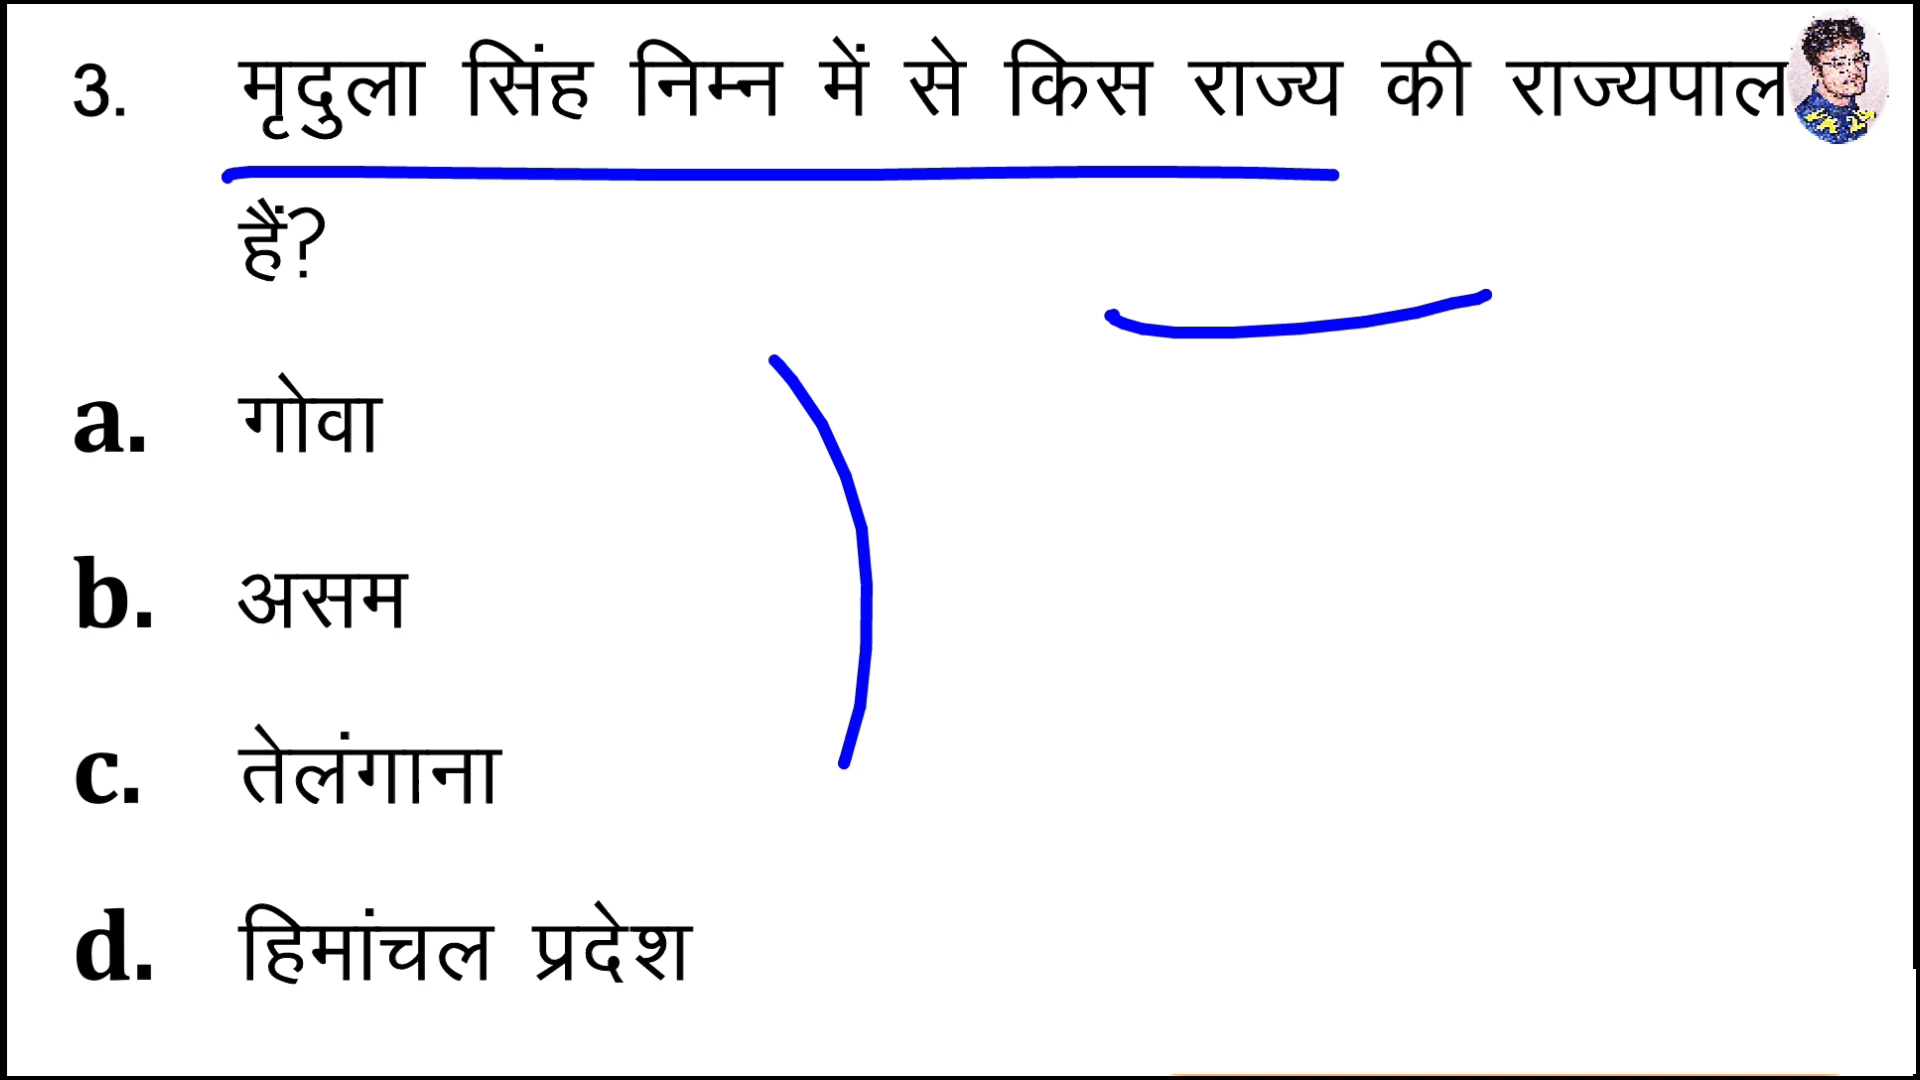 3. मृदुला सिंह निम्न में से किस राज्य की राज्यपाल
हैं?
a. गोवा
b. असम
c. तेलंगाना
d. हिमांचल प्रदेश